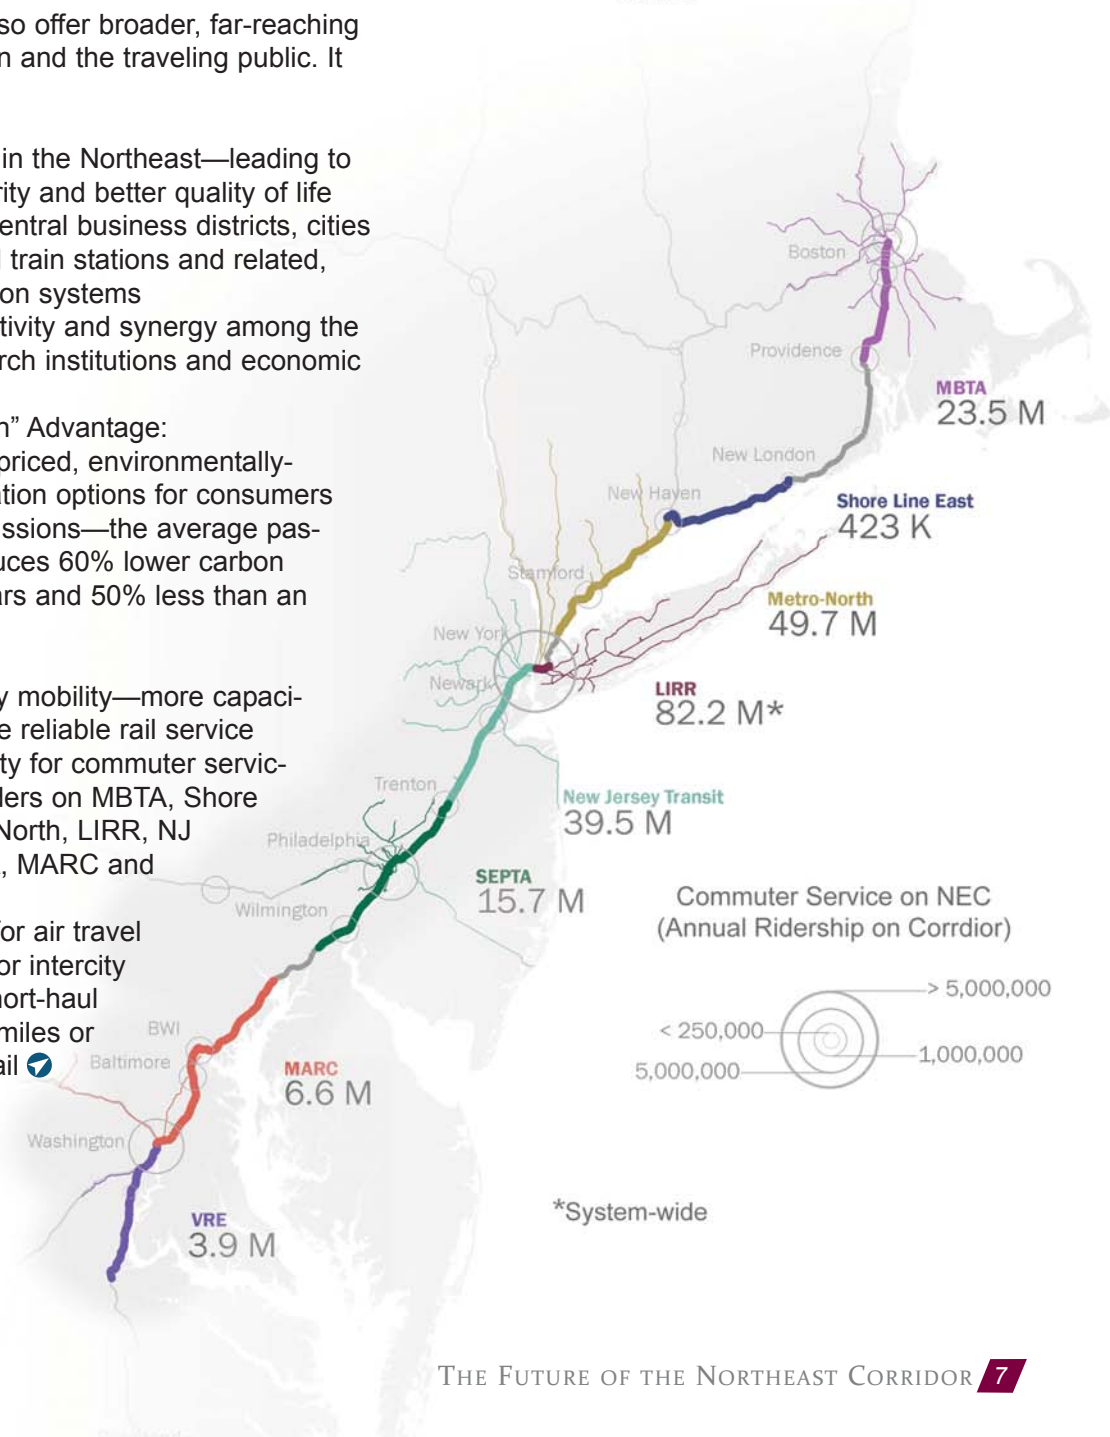 so offer broader, far-reaching
n and the traveling public. It
in the Northeast—leading to
rity and better quality of life
entral business districts, cities
l train stations and related,
on systems
tivity and synergy among the
rch institutions and economic
n” Advantage:
priced, environmentally-
ation options for consumers
ssions—the average pas-
uces 60% lower carbon
ars and 50% less than an
y mobility—more capaci-
e reliable rail service
ty for commuter servic-
ders on MBTA, Shore
North, LIRR, NJ
, MARC and
or air travel
or intercity
hort-haul
miles or
ail
Boston
Providence
MBTA
23.5 M
New London
New Haven
Shore Line East
423 K
Stamford
Metro-North
49.7 M
New York
Newark
LIRR
82.2 M*
Trenton
New Jersey Transit
39.5 M
Philadelphia
SEPTA
15.7 M
Wilmington
Commuter Service on NEC
(Annual Ridership on Corrdior)
> 5,000,000
< 250,000
1,000,000
5,000,000
BWI
Baltimore
MARC
6.6 M
Washington
VRE
3.9 M
*System-wide
THE FUTURE OF THE NORTHEAST CORRIDOR 7